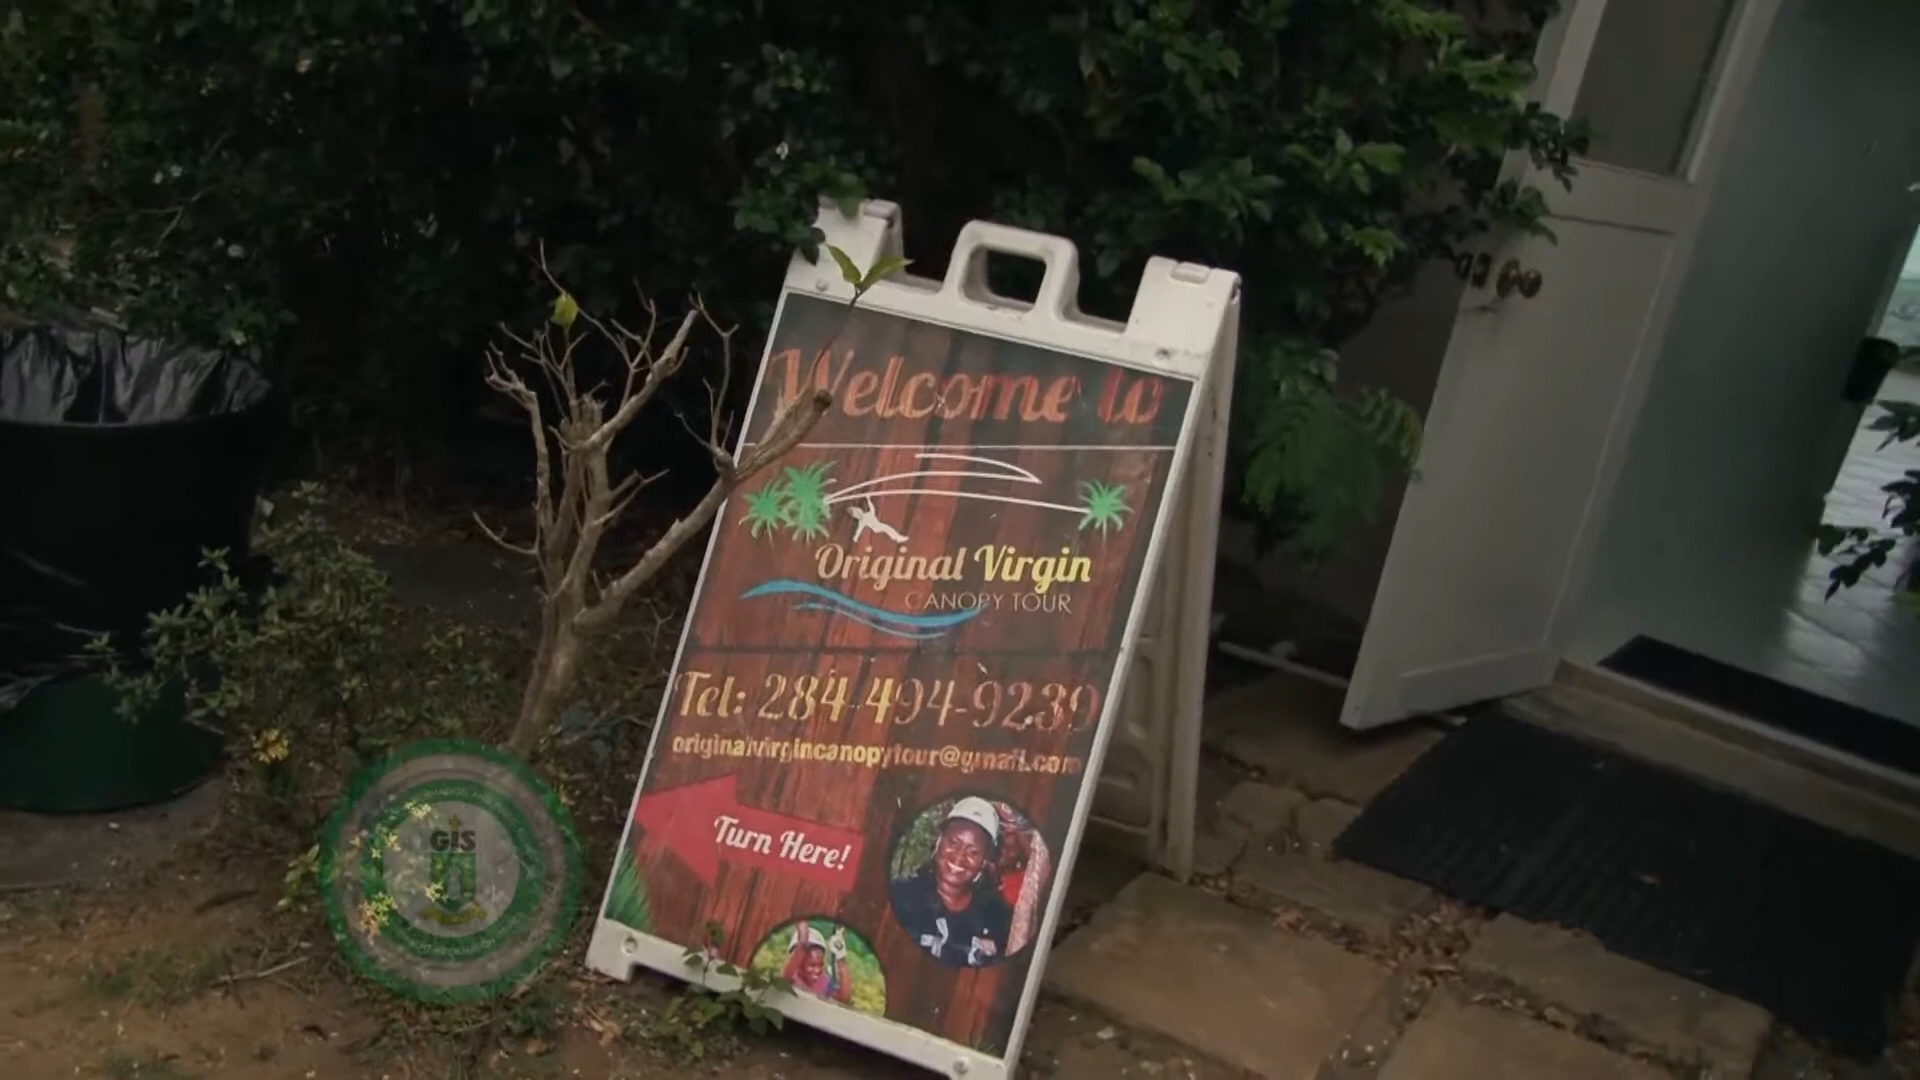 Welcome to
Original Virgin
CANOPY TOUR
Tel: 284-494-9239
originalvirgincanopytour@gmail.com
Turn Here!
GIS